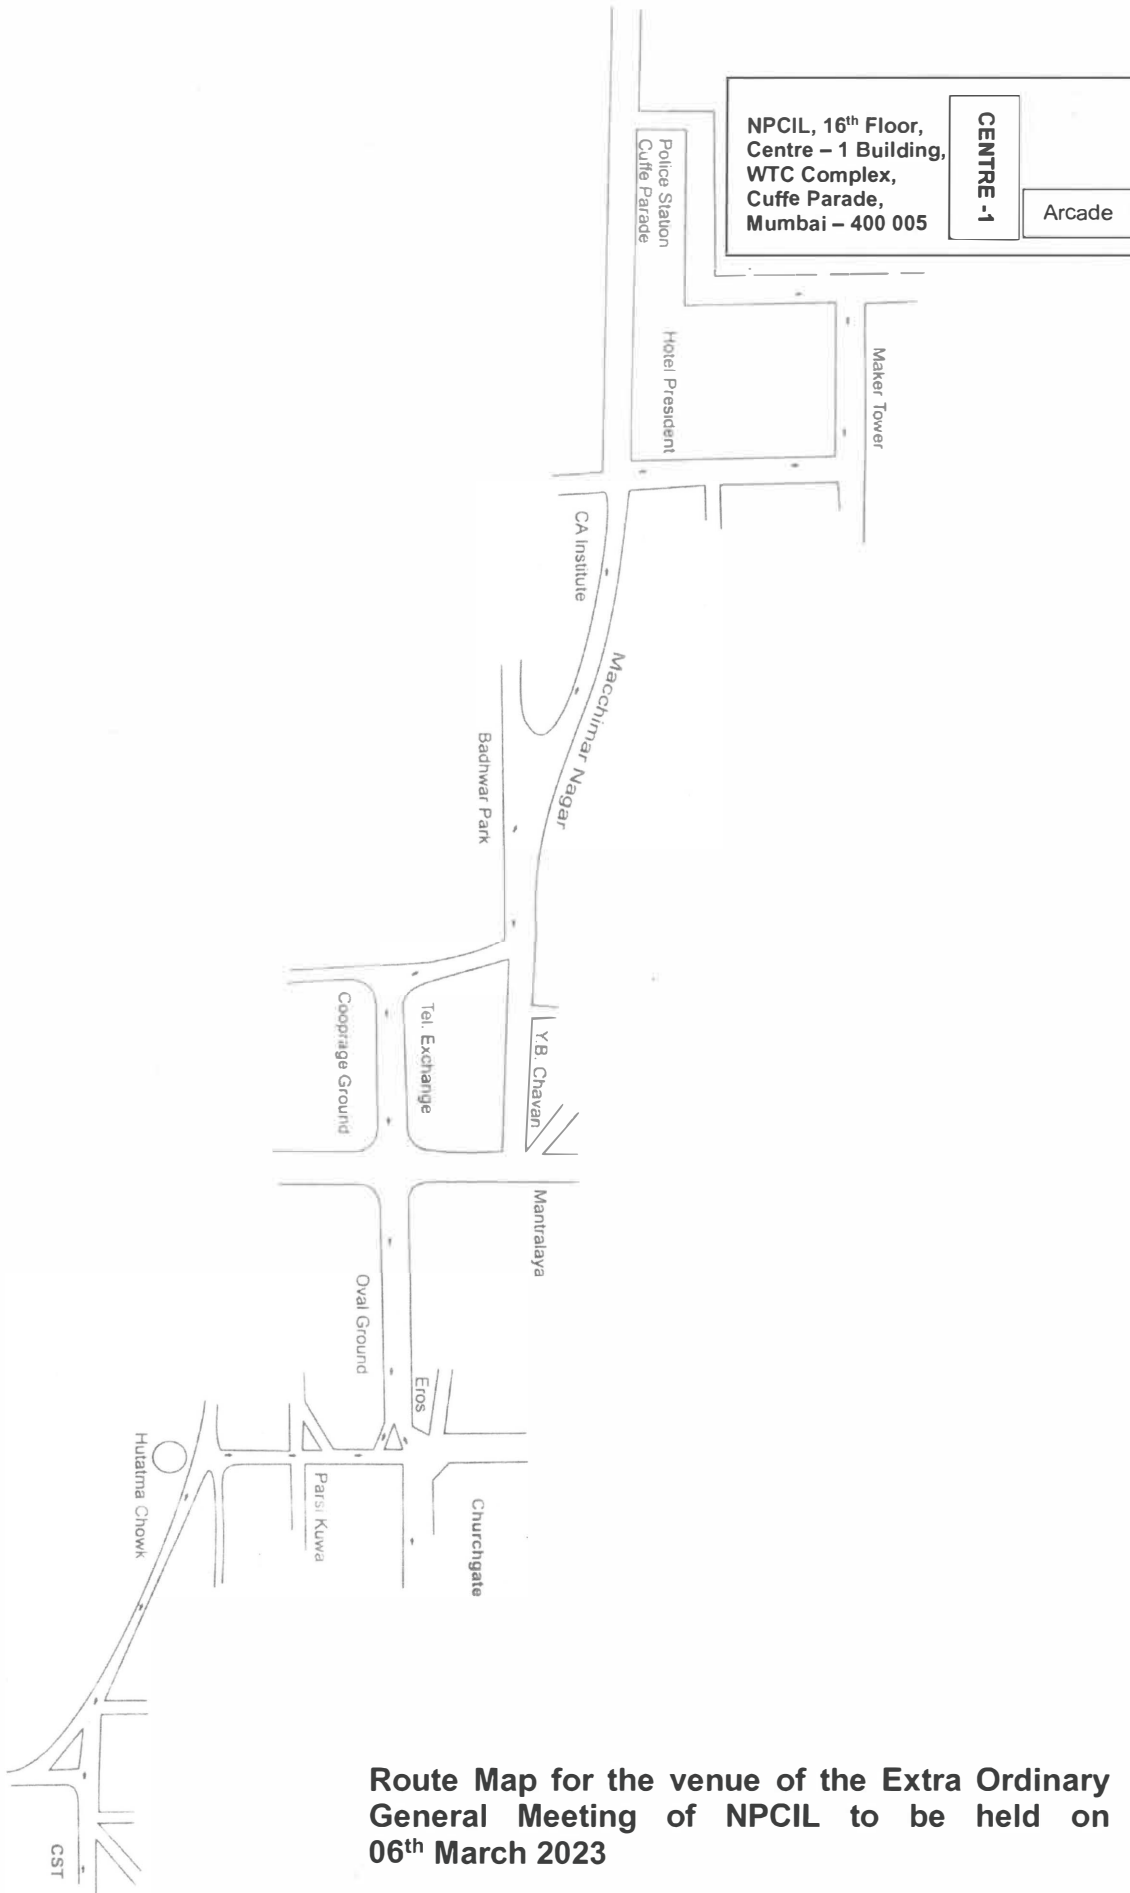 NPCIL, 16th Floor,
Centre – 1 Building,
WTC Complex,
Cuffe Parade,
Mumbai – 400 005
CENTRE -1
Arcade
Police Station
Cuffe Parade
Hotel President
Maker Tower
CA Institute
Macchimar Nagar
Badhwar Park
Cooprage Ground
Tel. Exchange
Y.B. Chavan
Mantralaya
Oval Ground
Eros
Hutatma Chowk
Parsi Kuwa
Churchgate
CST
Route Map for the venue of the Extra Ordinary
General Meeting of NPCIL to be held on
06th March 2023